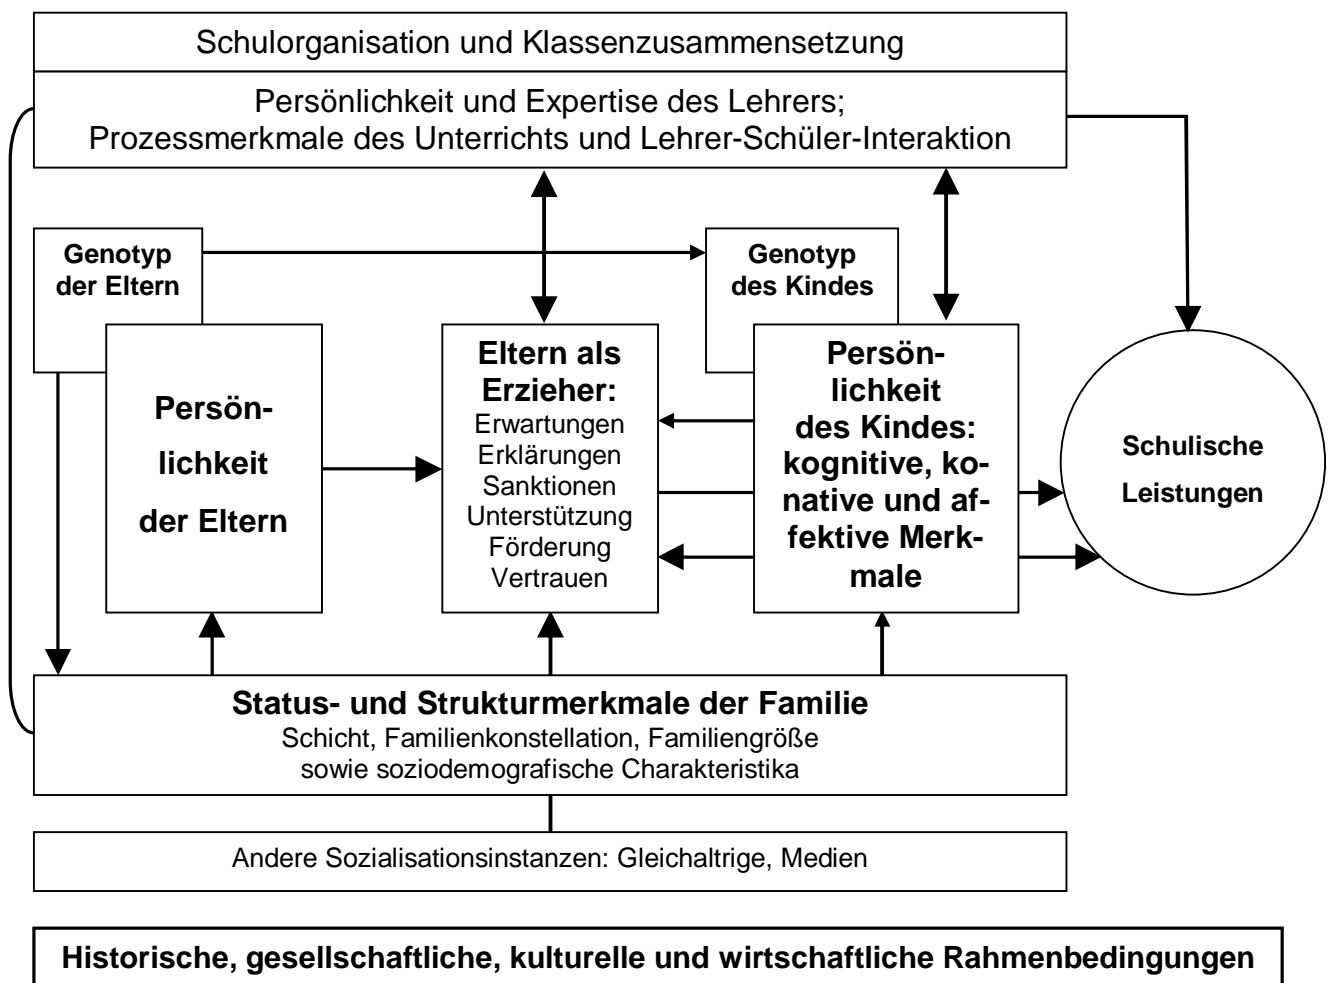 Schulorganisation und Klassenzusammensetzung
Persönlichkeit und Expertise des Lehrers;
Prozessmerkmale des Unterrichts und Lehrer-Schüler-Interaktion
Genotyp
der Eltern
Genotyp
des Kindes
Persön-
lichkeit
der Eltern
Eltern als
Erzieher:
Erwartungen
Erklärungen
Sanktionen
Unterstützung
Förderung
Vertrauen
Persön-
lichkeit
des Kindes:
kognitive, ko-
native und af-
fektive Merk-
male
Schulische
Leistungen
Status- und Strukturmerkmale der Familie
Schicht, Familienkonstellation, Familiengröße
sowie soziodemografische Charakteristika
Andere Sozialisationsinstanzen: Gleichaltrige, Medien
Historische, gesellschaftliche, kulturelle und wirtschaftliche Rahmenbedingungen